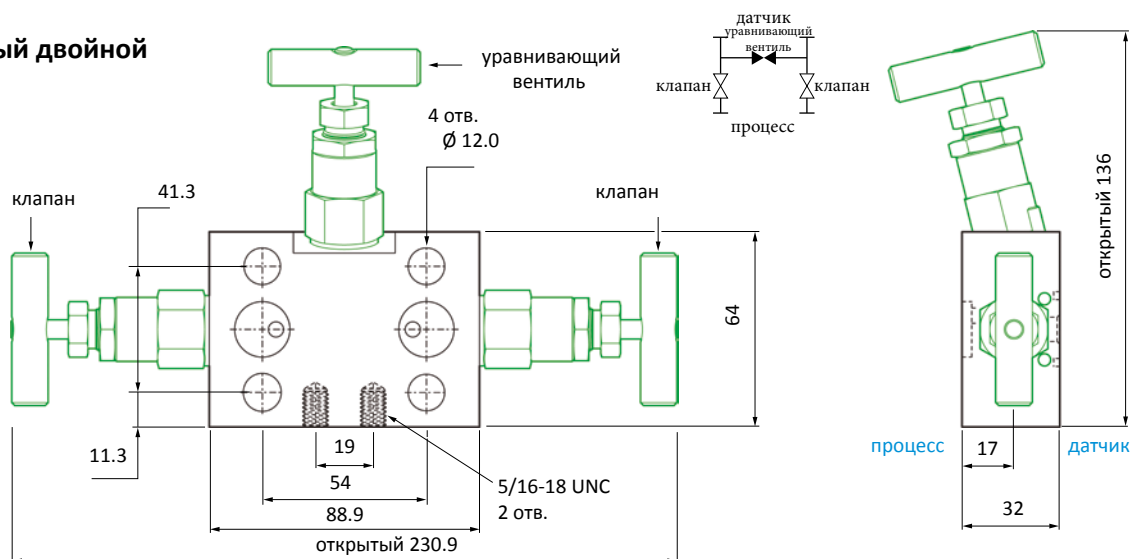 ый двойной
уравнивающий
вентиль
4 отв.
Ø 12.0
клапан
41.3
клапан
64
11.3
19
54
88.9
открытый 230.9
5/16-18 UNC
2 отв.
датчик
уравнивающий
вентиль
клапан
клапан
процесс
открытый 136
процесс
17
датчик
32